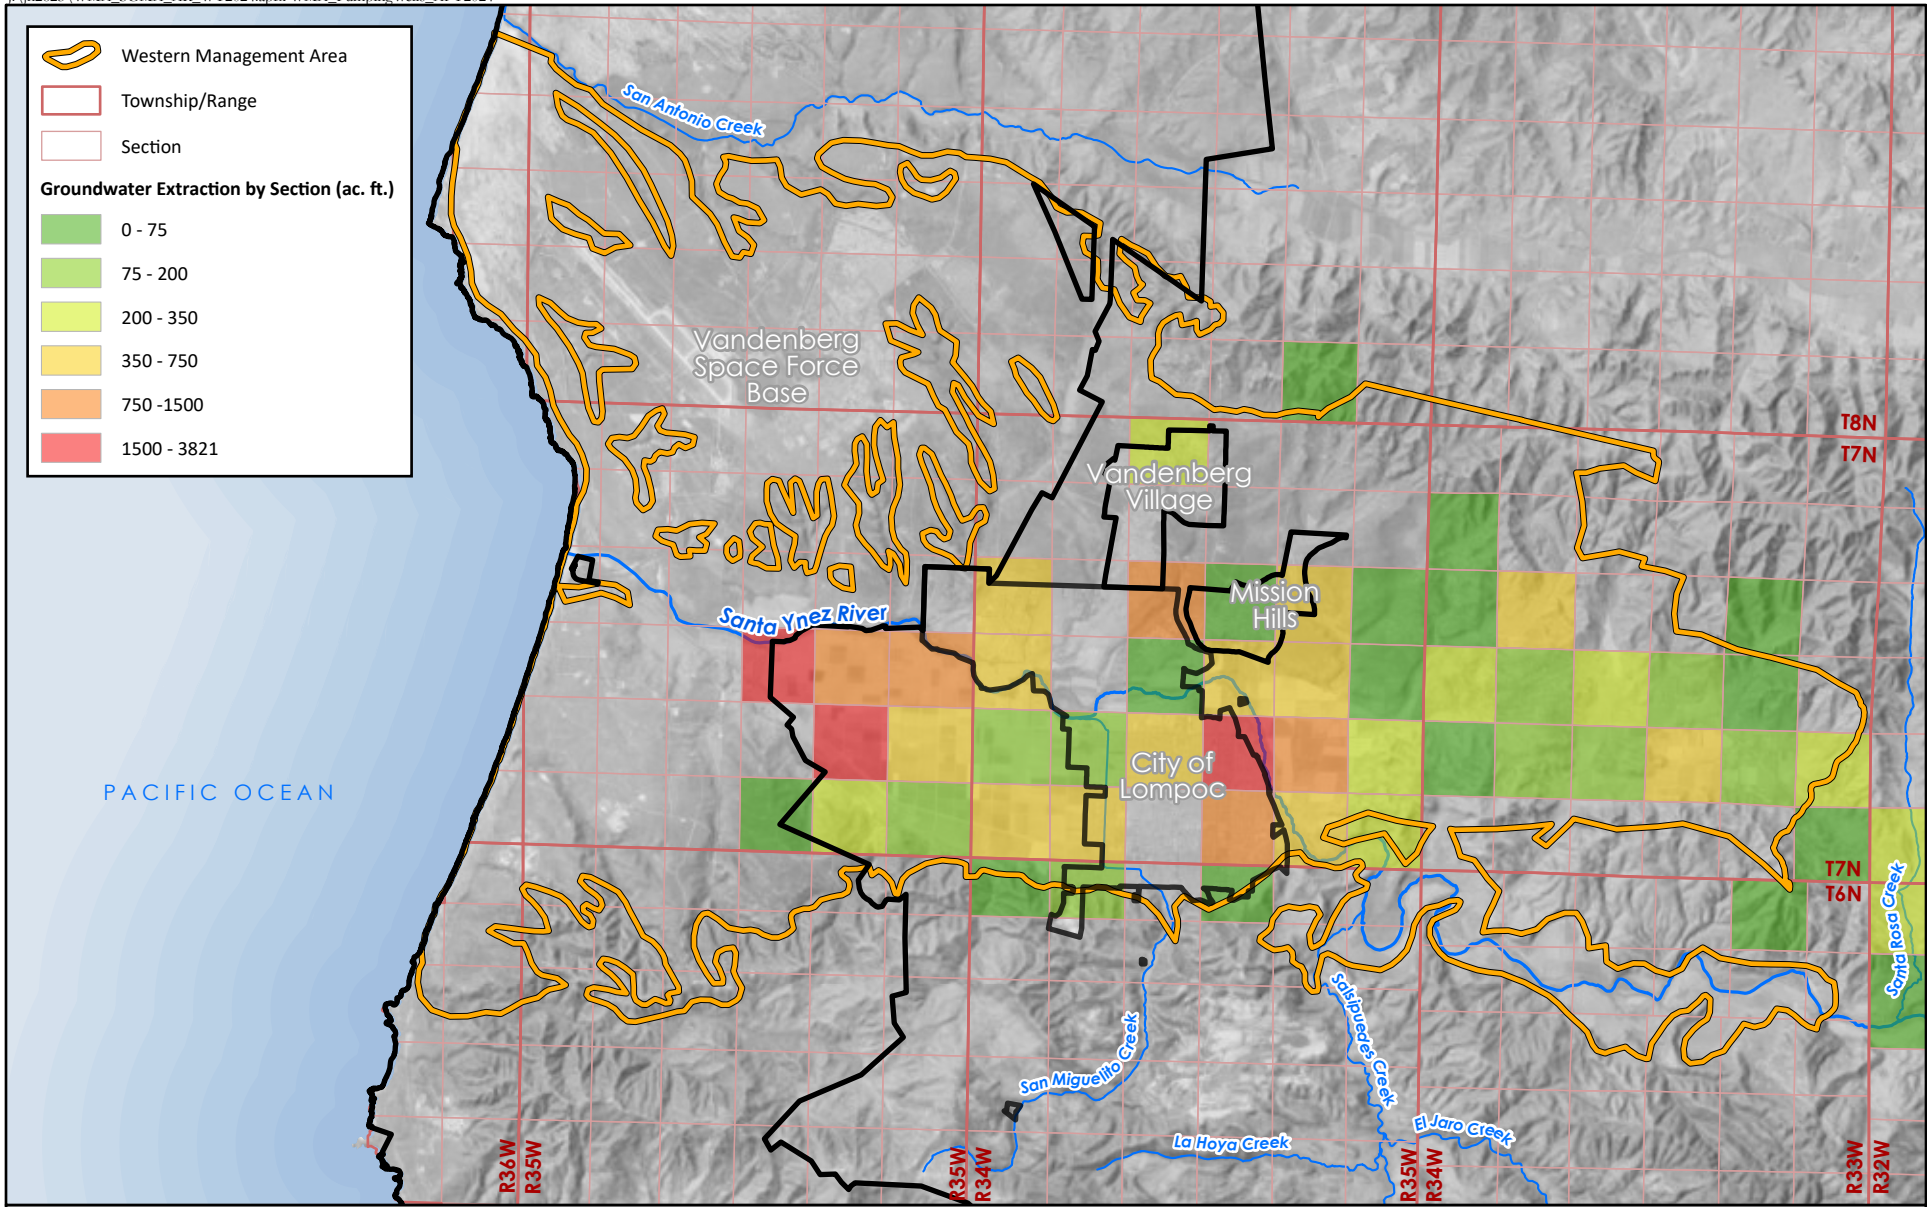 Western Management Area
Township/Range
Section
Groundwater Extraction by Section (ac. ft.)
0 - 75
75 - 200
200 - 350
350 - 750
750 -1500
1500 - 3821
San Antonio Creek
Vandenberg
Space Force
Base
T8N
T7N
Vandenberg
Village
Mission
Hills
Santa Ynez River
City of
Lompoc
PACIFIC OCEAN
T7N
T6N
Santa Rosa Creek
Salsipuedes Creek
San Miguelito Creek
El Jaro Creek
La Hoya Creek
R36W
R35W
R35W
R34W
R35W
R34W
R33W
R32W